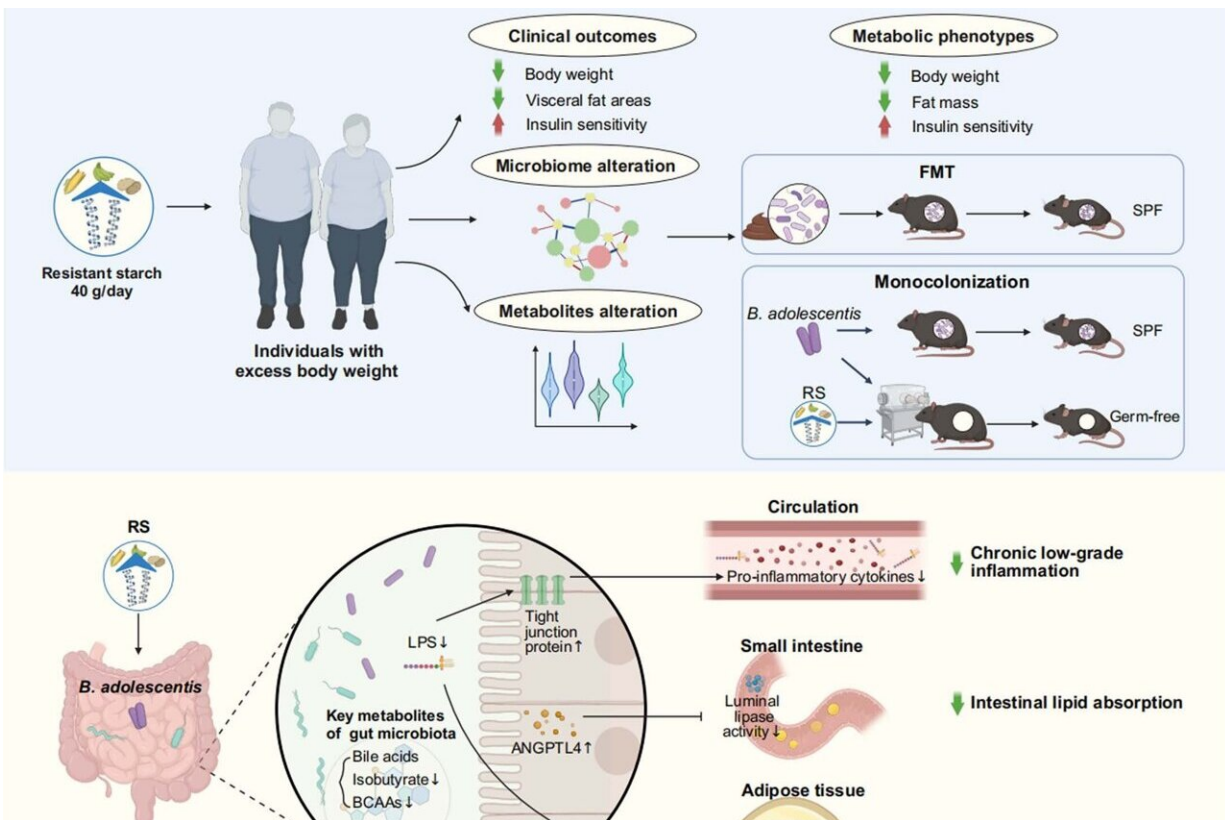 Clinical outcomes
Body weight
Visceral fat areas
Insulin sensitivity
Metabolic phenotypes
Body weight
Fat mass
Insulin sensitivity
Resistant starch
40 g/day
Individuals with
excess body weight
Microbiome alteration
Metabolites alteration
FMT
SPF
Monocolonization
B. adolescentis
SPF
RS
Germ-free
RS
B. adolescentis
LPS↓
Key metabolites
of gut microbiota
Bile acids
Isobutyrate↓
BCAAs↓
Tight
junction
protein↑
ANGPTL4↑
Circulation
Pro-inflammatory cytokines↓
Chronic low-grade
inflammation
Small intestine
Luminal
lipase
activity↓
Intestinal lipid absorption
Adipose tissue